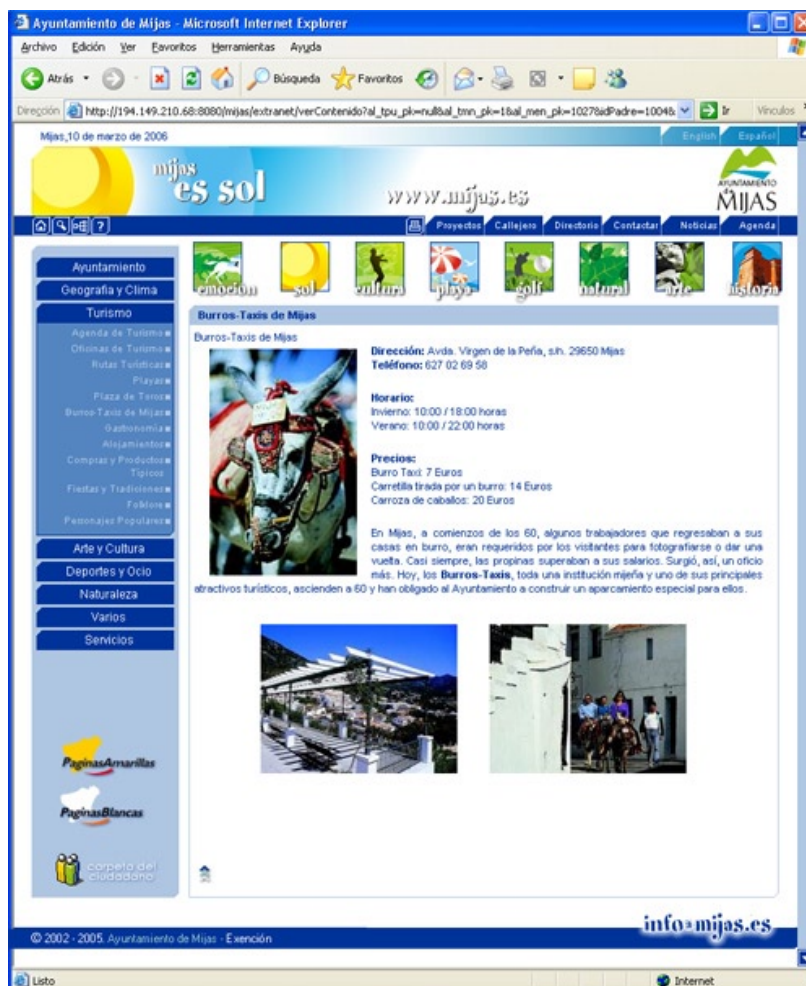 Ayuntamiento de Mijas - Microsoft Internet Explorer
Archivo Edición Ver Favoritos Herramientas Ayuda
Atrás Búsqueda Favoritos
Dirección http://194.149.210.68:8080/mijas/extranet/verContenido?al_tpu_pk=null&al_tmn_pk=1&al_men_pk=1027&idPadre=1004& Ir Vínculos
Mijas,10 de marzo de 2006 English Español
mijas
es sol
www.mijas.es
AYUNTAMIENTO
de
MIJAS
Proyectos Callejero Directorio Contactar Noticias Agenda
emoción sol cultura playa golf natural arte historia
Ayuntamiento
Geografia y Clima
Turismo
Agenda de Turismo
Oficinas de Turismo
Rutas Turísticas
Playas
Plaza de Toros
Burros-Taxis de Mijas
Gastronomía
Alojamientos
Compras y Productos
Típicos
Fiestas y Tradiciones
Folklore
Personajes Populares
Arte y Cultura
Deportes y Ocio
Naturaleza
Varios
Servicios
PaginasAmarillas
PaginasBlancas
carpeta del
ciudadano
Burros-Taxis de Mijas
Burros-Taxis de Mijas
Dirección: Avda. Virgen de la Peña, s/n. 29650 Mijas
Teléfono: 627 02 69 58
Horario:
Invierno: 10:00 / 18:00 horas
Verano: 10:00 / 22:00 horas
Precios:
Burro Taxi: 7 Euros
Carretilla tirada por un burro: 14 Euros
Carroza de caballos: 20 Euros
En Mijas, a comienzos de los 60, algunos trabajadores que regresaban a sus
casas en burro, eran requeridos por los visitantes para fotografiarse o dar una
vuelta. Casi siempre, las propinas superaban a sus salarios. Surgió, así, un oficio
más. Hoy, los Burros-Taxis, toda una institución mijeña y uno de sus principales
atractivos turísticos, ascienden a 60 y han obligado al Ayuntamiento a construir un aparcamiento especial para ellos.
info@mijas.es
© 2002 - 2005. Ayuntamiento de Mijas - Exención
Listo Internet